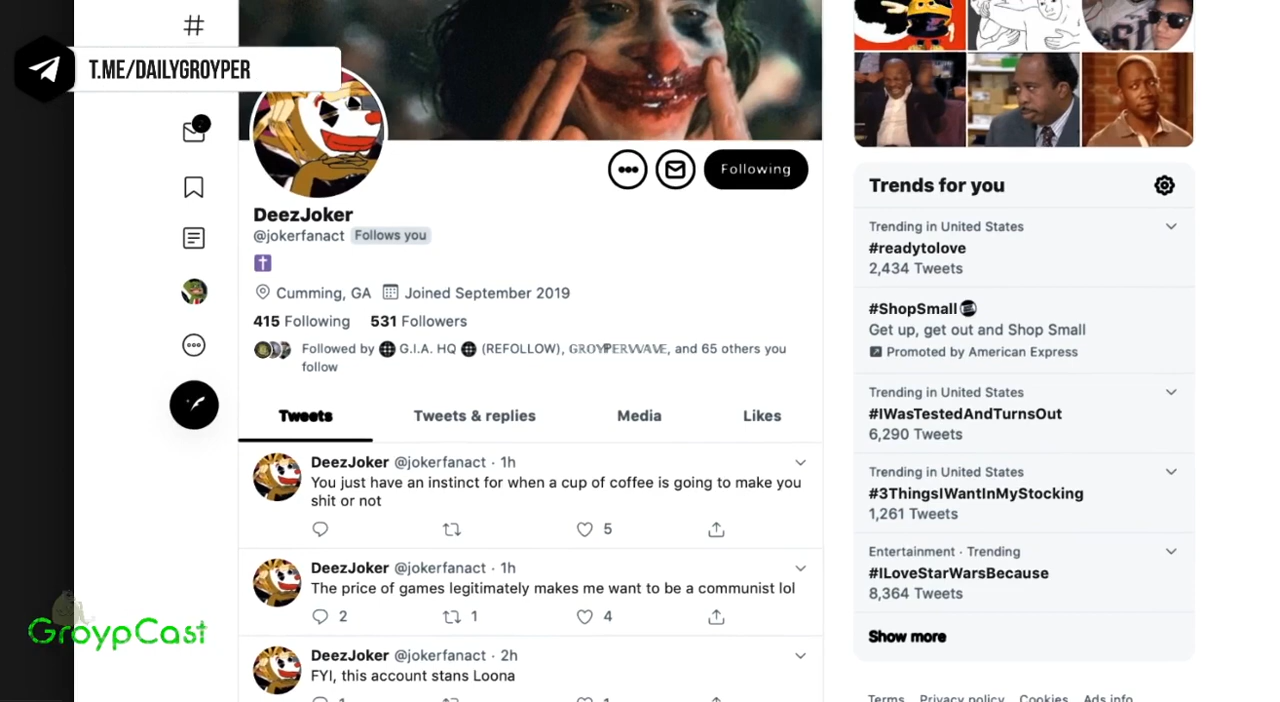 #
T.ME/DAILYGROYPER
Following
DeezJoker
@jokerfanact Follows you
Cumming, GA Joined September 2019
415 Following 531 Followers
Followed by G.I.A. HQ (REFOLLOW), GROYPERWAVE, and 65 others you
follow
Tweets Tweets & replies Media Likes
DeezJoker @jokerfanact · 1h
You just have an instinct for when a cup of coffee is going to make you
shit or not
5
DeezJoker @jokerfanact · 1h
The price of games legitimately makes me want to be a communist lol
2 1 4
DeezJoker @jokerfanact · 2h
FYI, this account stans Loona
Trends for you
Trending in United States
#readytolove
2,434 Tweets
#ShopSmall
Get up, get out and Shop Small
Promoted by American Express
Trending in United States
#IWasTestedAndTurnsOut
6,290 Tweets
Trending in United States
#3ThingsIWantInMyStocking
1,261 Tweets
Entertainment · Trending
#ILoveStarWarsBecause
8,364 Tweets
Show more
Terms Privacy policy Cookies Ads info
GroypCast